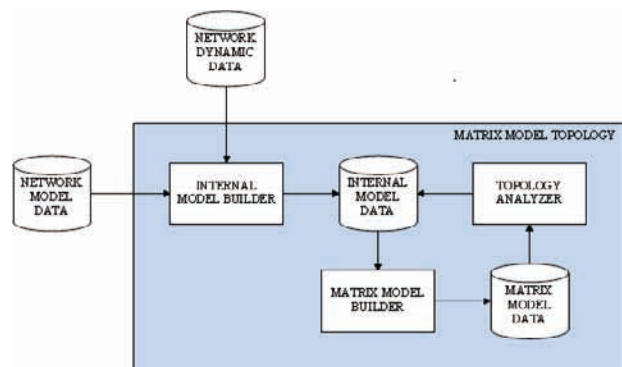 NETWORK
DYNAMIC
DATA
MATRIX MODEL TOPOLOGY
NETWORK
MODEL
DATA
INTERNAL
MODEL BUILDER
INTERNAL
MODEL
DATA
TOPOLOGY
ANALYZER
MATRIX MODEL
BUILDER
MATRIX
MODEL
DATA